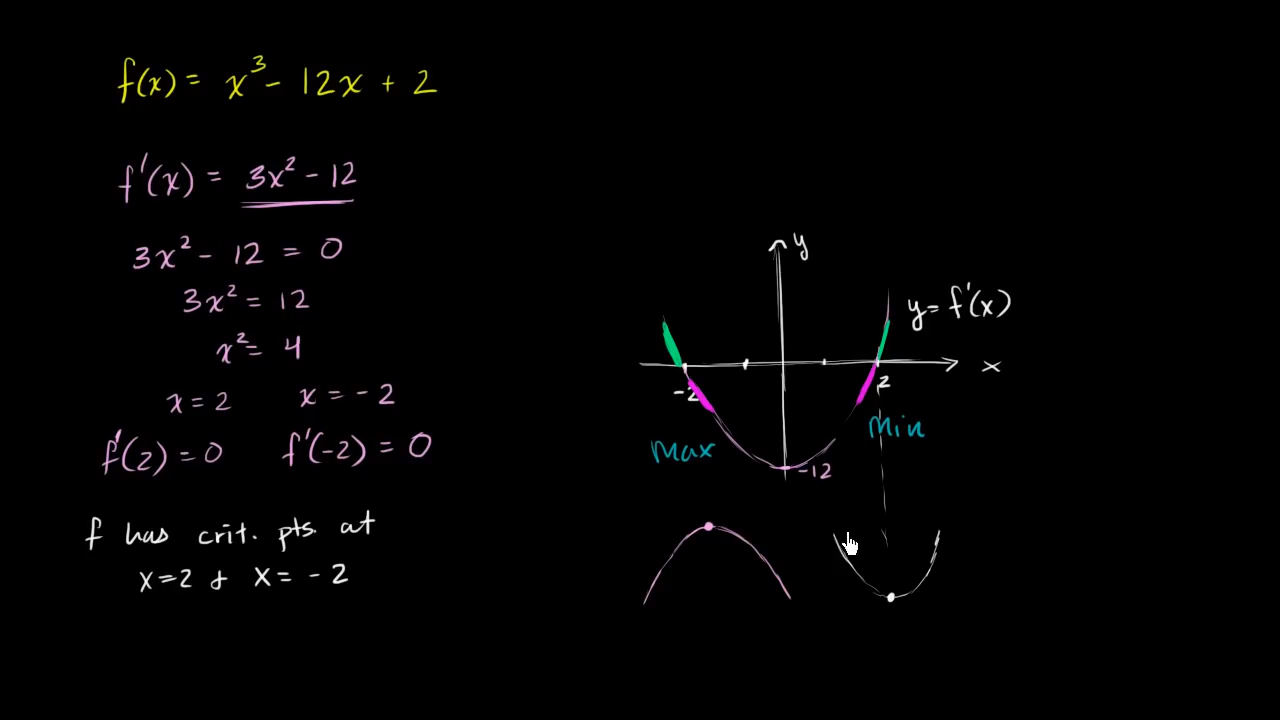 f(x) = x³ - 12x + 2
f'(x) = 3x² - 12
3x² - 12 = 0
3x² = 12
x² = 4
x = 2 x = -2
f'(2) = 0 f'(-2) = 0
f has crit. pts. at
x=2 & x = -2
y
y = f'(x)
x
-2
2
max
min
-12